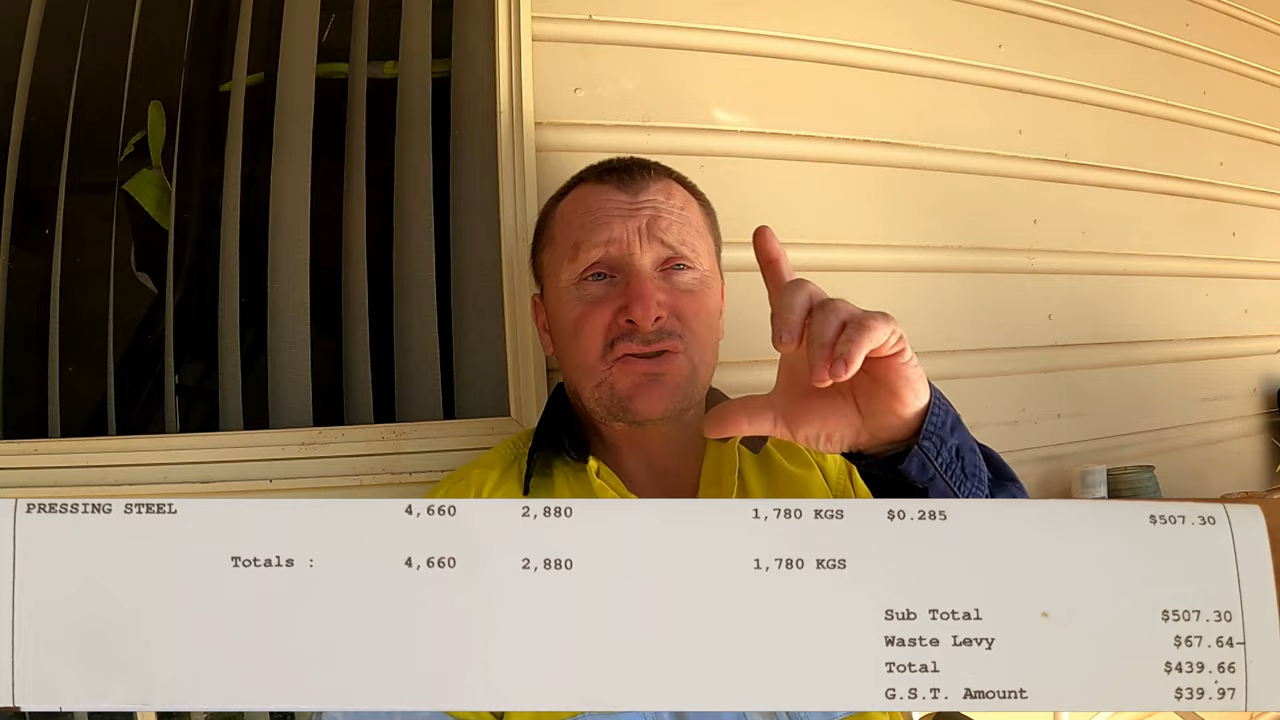 PRESSING STEEL 4,660 2,880 1,780 KGS $0.285 $507.30
Totals : 4,660 2,880 1,780 KGS
Sub Total $507.30
Waste Levy $67.64-
Total $439.66
G.S.T. Amount $39.97